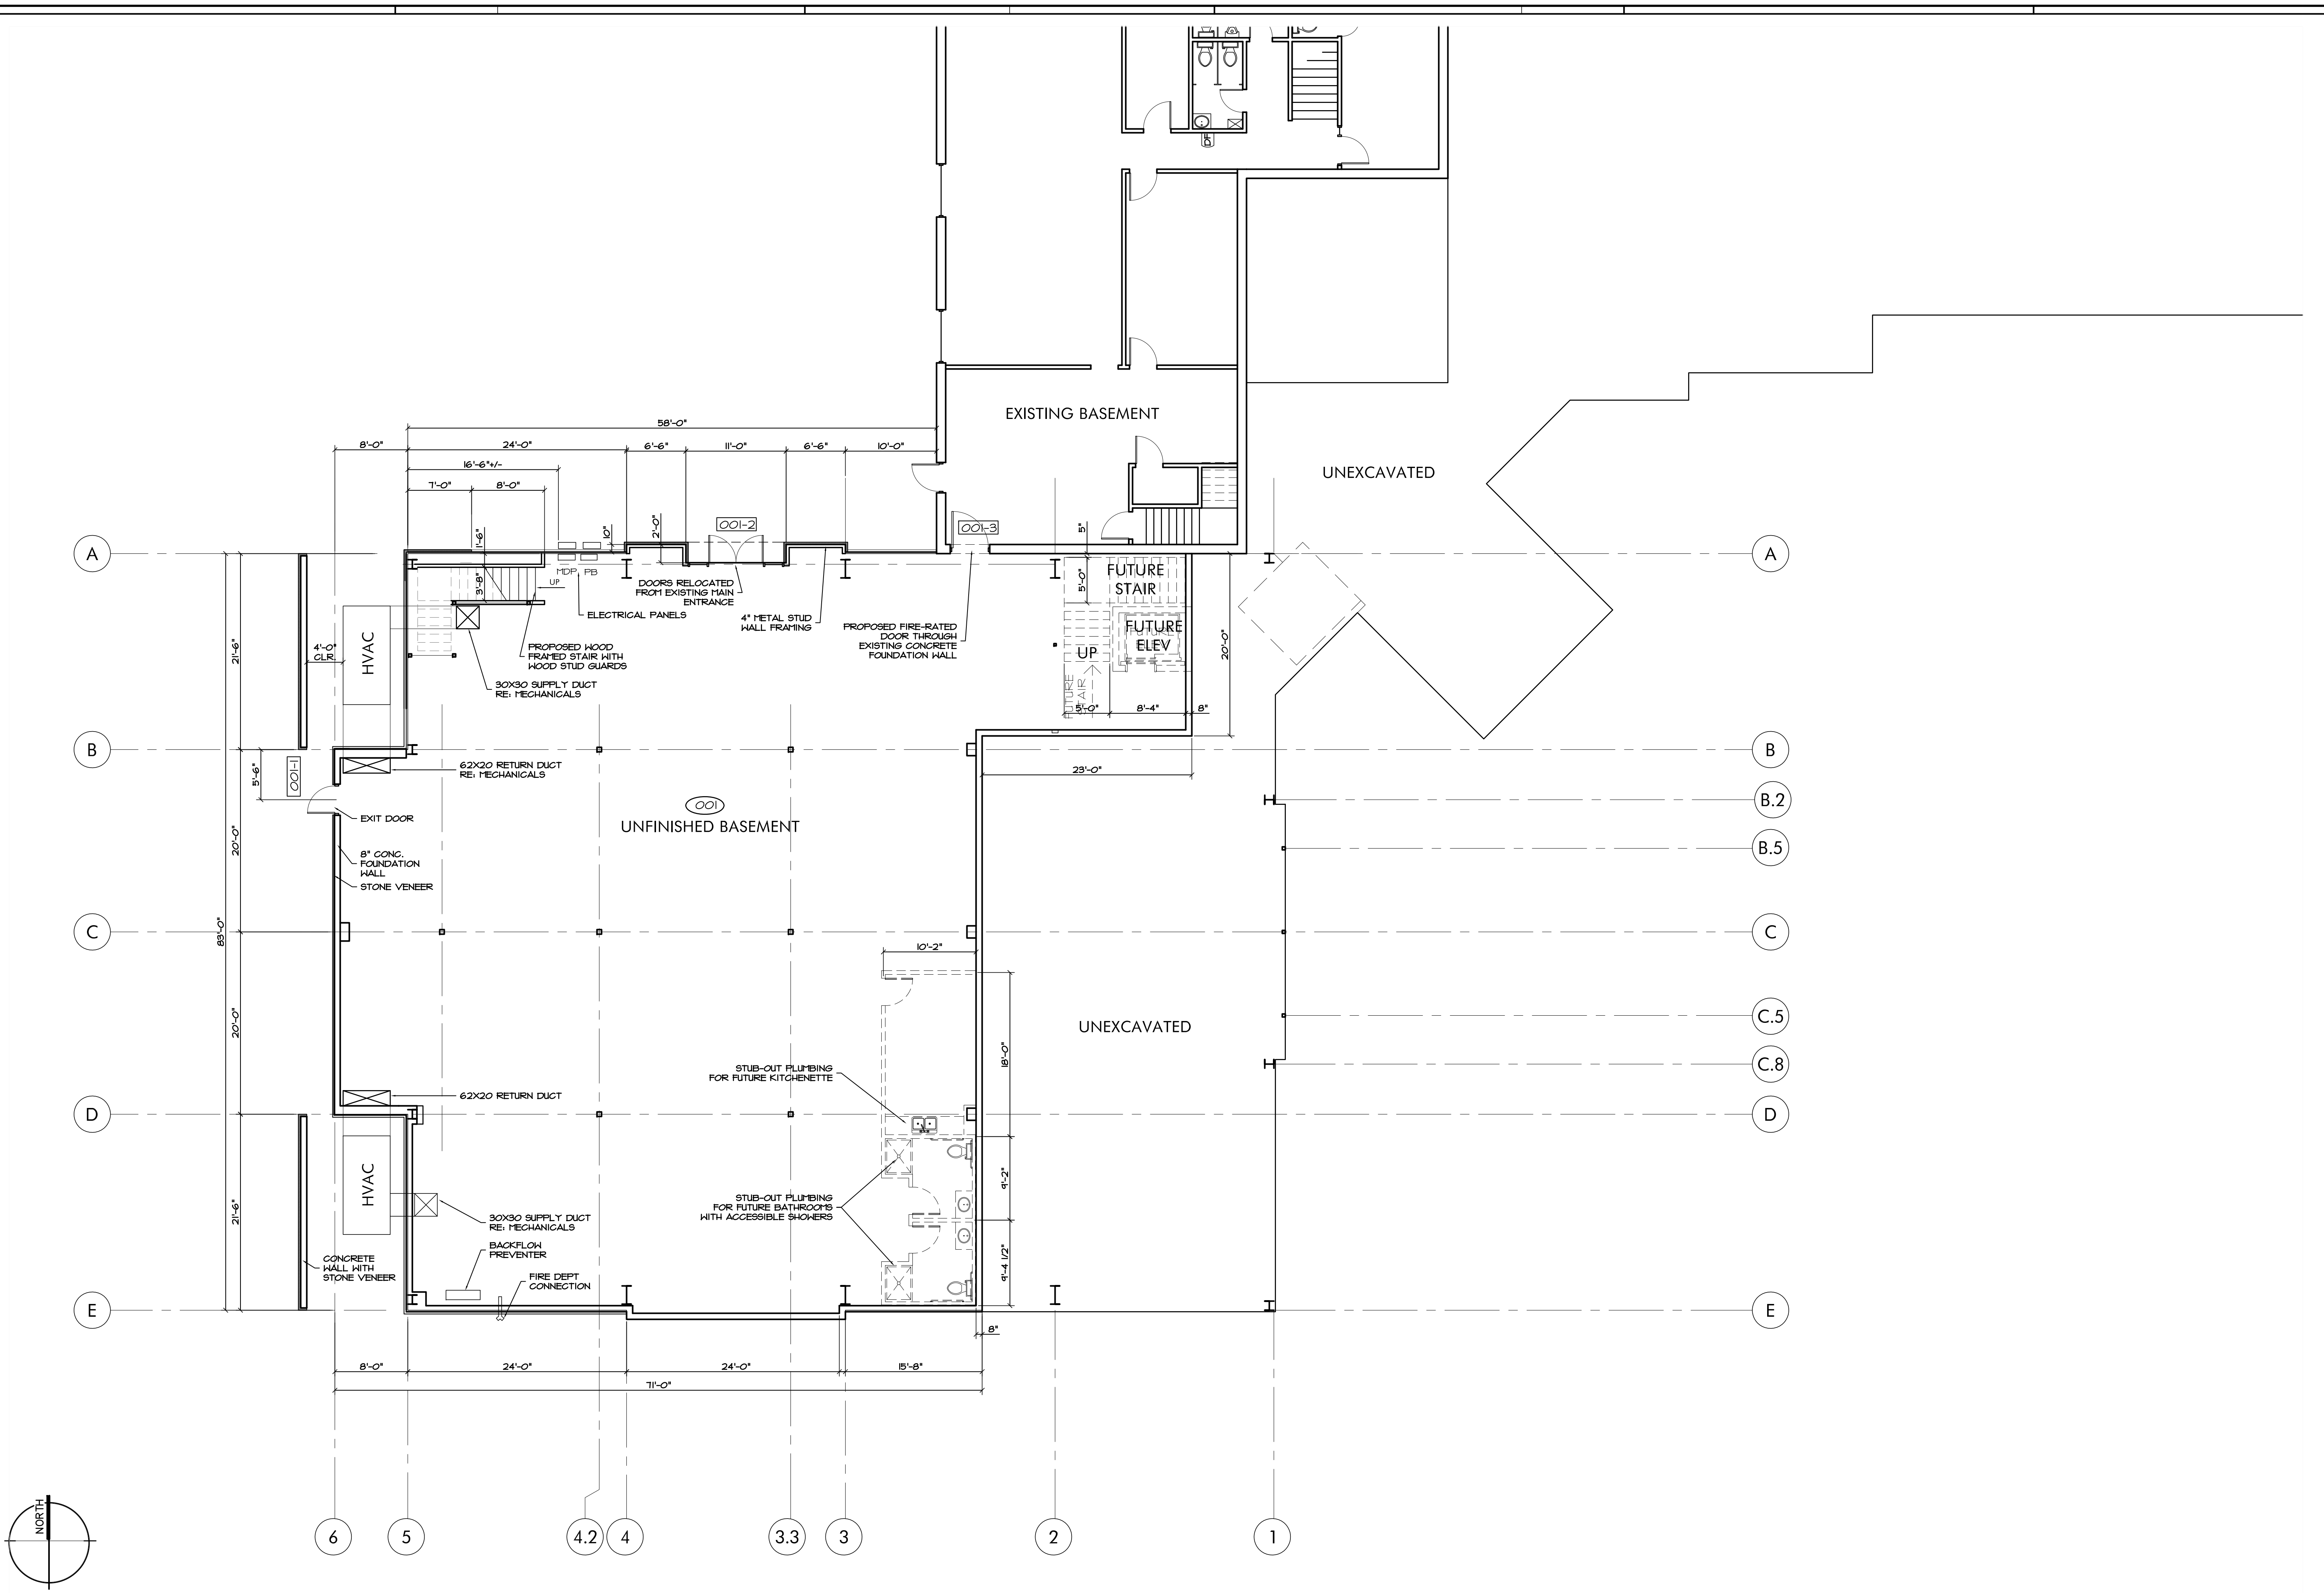 DF
EXISTING BASEMENT
58'-0"
8'-0"
24'-0"
6'-6"
11'-0"
6'-6"
10'-0"
16'-6"+/-
7'-0"
8'-0"
UNEXCAVATED
001-2
001-3
1'-6"
10"
2'-0"
5"
A
A
3'-8"
MDP
PB
UP
DOORS RELOCATED
FROM EXISTING MAIN
ENTRANCE
ELECTRICAL PANELS
4" METAL STUD
WALL FRAMING
PROPOSED FIRE-RATED
DOOR THROUGH
EXISTING CONCRETE
FOUNDATION WALL
5'-0"
FUTURE
STAIR
FUTURE
ELEV
FUTURE
UP
FUTURE
STAIR
20'-0"
21'-6"
4'-0"
CLR.
HVAC
PROPOSED WOOD
FRAMED STAIR WITH
WOOD STUD GUARDS
30X30 SUPPLY DUCT
RE: MECHANICALS
5'-0"
8'-4"
8"
B
B
5'-6"
001-1
62X20 RETURN DUCT
RE: MECHANICALS
23'-0"
001
UNFINISHED BASEMENT
B.2
EXIT DOOR
20'-0"
8" CONC.
FOUNDATION
WALL
STONE VENEER
B.5
83'-0"
C
C
10'-2"
20'-0"
C.5
UNEXCAVATED
18'-0"
STUB-OUT PLUMBING
FOR FUTURE KITCHENETTE
C.8
62X20 RETURN DUCT
D
D
HVAC
9'-2"
21'-6"
STUB-OUT PLUMBING
FOR FUTURE BATHROOMS
WITH ACCESSIBLE SHOWERS
30X30 SUPPLY DUCT
RE: MECHANICALS
BACKFLOW
PREVENTER
9'-4 1/2"
CONCRETE
WALL WITH
STONE VENEER
FIRE DEPT
CONNECTION
E
E
8"
8'-0"
24'-0"
24'-0"
15'-8"
71'-0"
NORTH
6
5
4.2
4
3.3
3
2
1